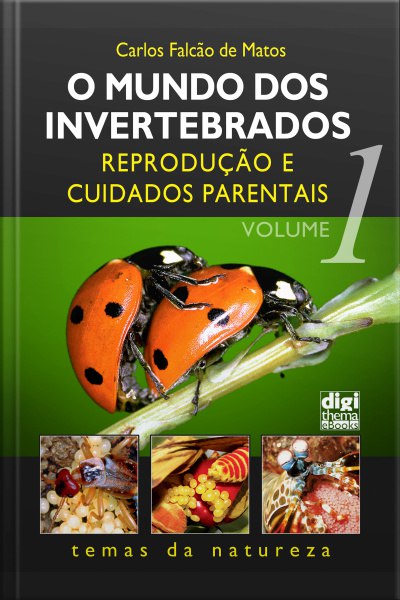 Carlos Falcão de Matos
O MUNDO DOS
INVERTEBRADOS
REPRODUÇÃO E
CUIDADOS PARENTAIS
VOLUME 1
digi
thema
eBooks
temas da natureza